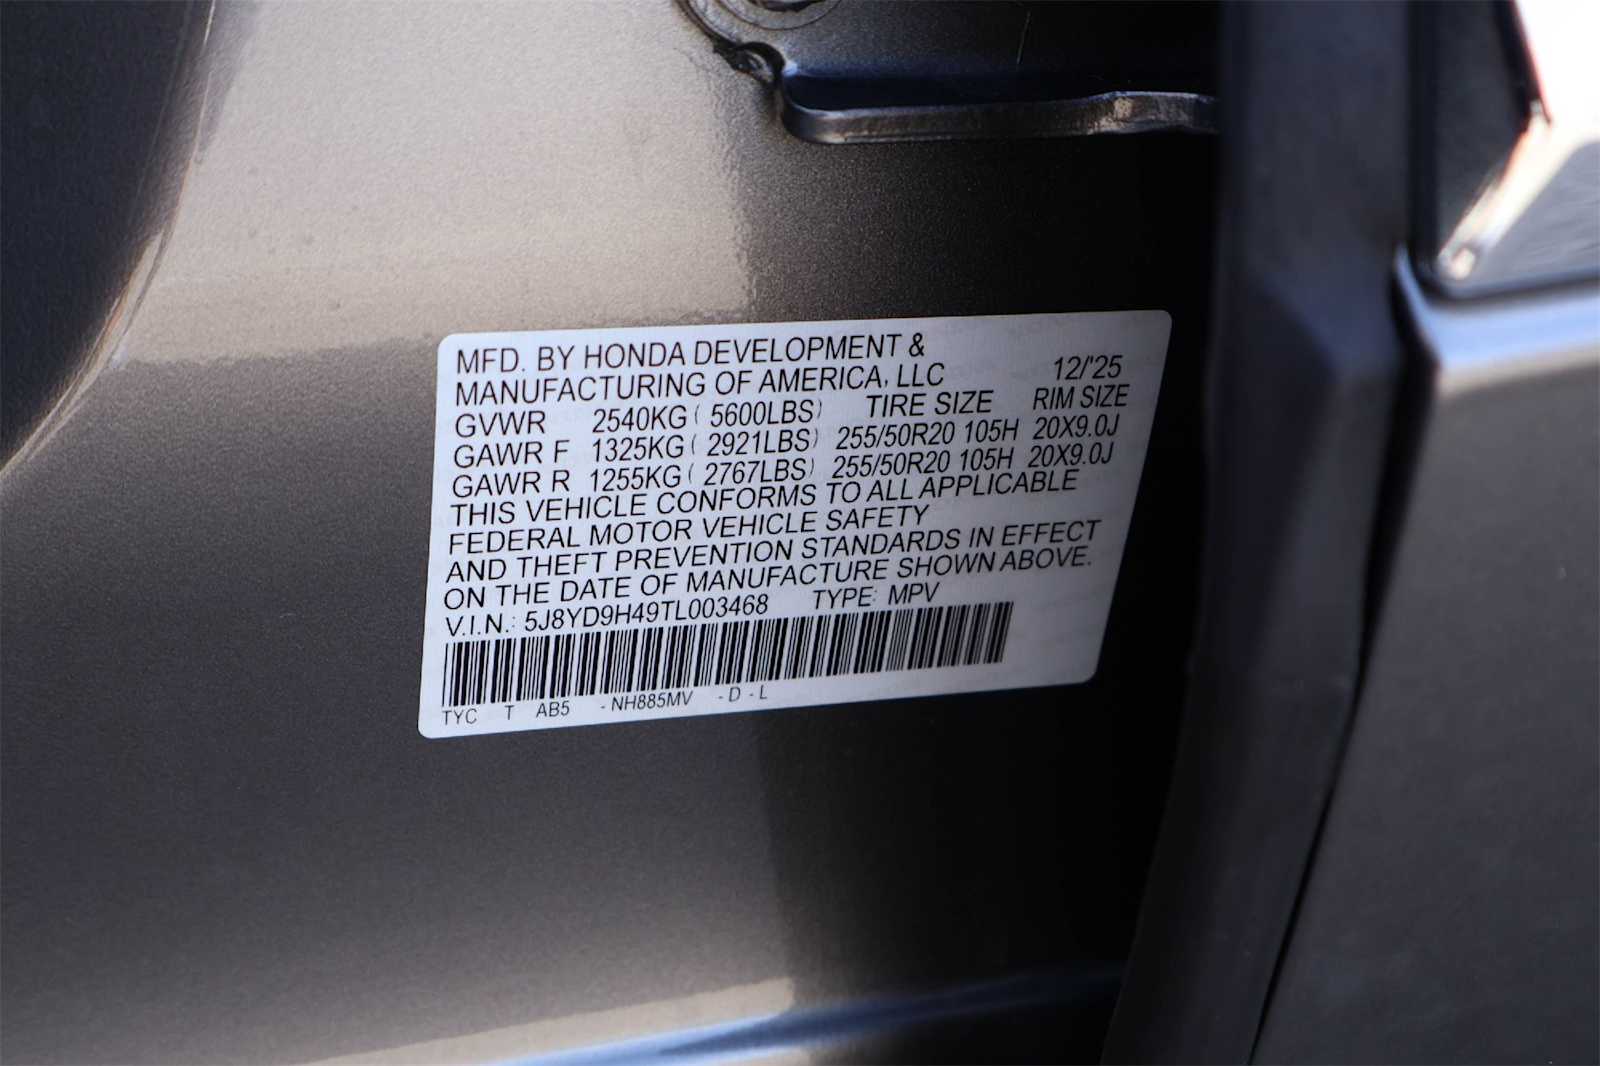 MFD. BY HONDA DEVELOPMENT &
MANUFACTURING OF AMERICA, LLC 12/'25
GVWR 2540KG ( 5600LBS) TIRE SIZE RIM SIZE
GAWR F 1325KG ( 2921LBS) 255/50R20 105H 20X9.0J
GAWR R 1255KG ( 2767LBS) 255/50R20 105H 20X9.0J
THIS VEHICLE CONFORMS TO ALL APPLICABLE
FEDERAL MOTOR VEHICLE SAFETY
AND THEFT PREVENTION STANDARDS IN EFFECT
ON THE DATE OF MANUFACTURE SHOWN ABOVE.
V.I.N.: 5J8YD9H49TL003468 TYPE: MPV
TYC T AB5 - NH885MV - D - L